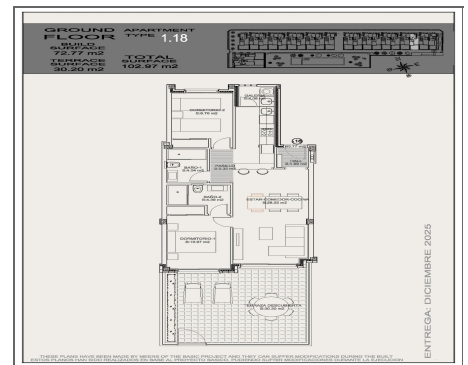 GROUND FLOOR
APARTMENT TYPE 1.18
BUILD SURFACE
72.77 m2
TERRACE SURFACE
30.20 m2
TOTAL SURFACE
102.97 m2
DORMITORIO-2
BAÑO-1
PASILLO
HALL
BAÑO-2
ESTAR-COMEDOR-COCINA
DORMITORIO-1
TERRAZA DESCUBIERTA
ENTREGA: DICIEMBRE 2025
THESE PLANS HAVE BEEN MADE BY MEANS OF THE BASIC PROJECT AND THEY CAN SUFFER MODIFICATIONS DURING THE BUILT
ESTOS PLANOS HAN SIDO REALIZADOS EN BASE AL PROYECTO BASICO, PUDIENDO SUFRIR MODIFICACIONES DURANTE LA EJECUCION